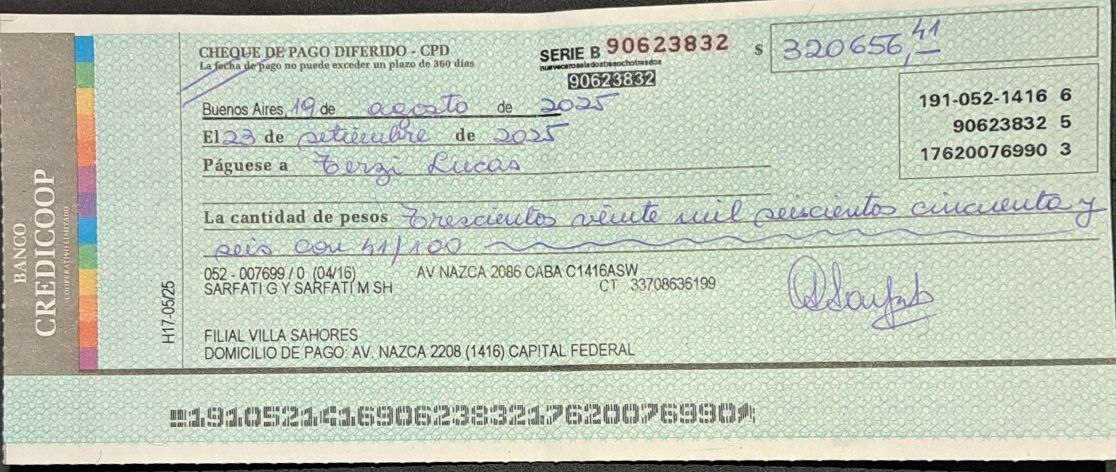 BANCO
CREDICOOP
COOPERATIVO LIMITADO
H17-05/25
CHEQUE DE PAGO DIFERIDO - CPD
La fecha de pago no puede exceder un plazo de 360 días
SERIE B 90623832
nueveceroseisdostresochotresdos
90623832
$ 320656,41
191-052-1416 6
90623832 5
17620076990 3
Buenos Aires, 19 de agosto de 2025
El 23 de setiembre de 2025
Páguese a Terzi Lucas
La cantidad de pesos Trescientos veinte mil seiscientos cincuenta y
seis con 41/100
052 - 007699 / 0 (04/16) AV NAZCA 2086 CABA C1416ASW
SARFATI G Y SARFATI M SH CT 33708636199
FILIAL VILLA SAHORES
DOMICILIO DE PAGO: AV. NAZCA 2208 (1416) CAPITAL FEDERAL
19105214169062383217620076990